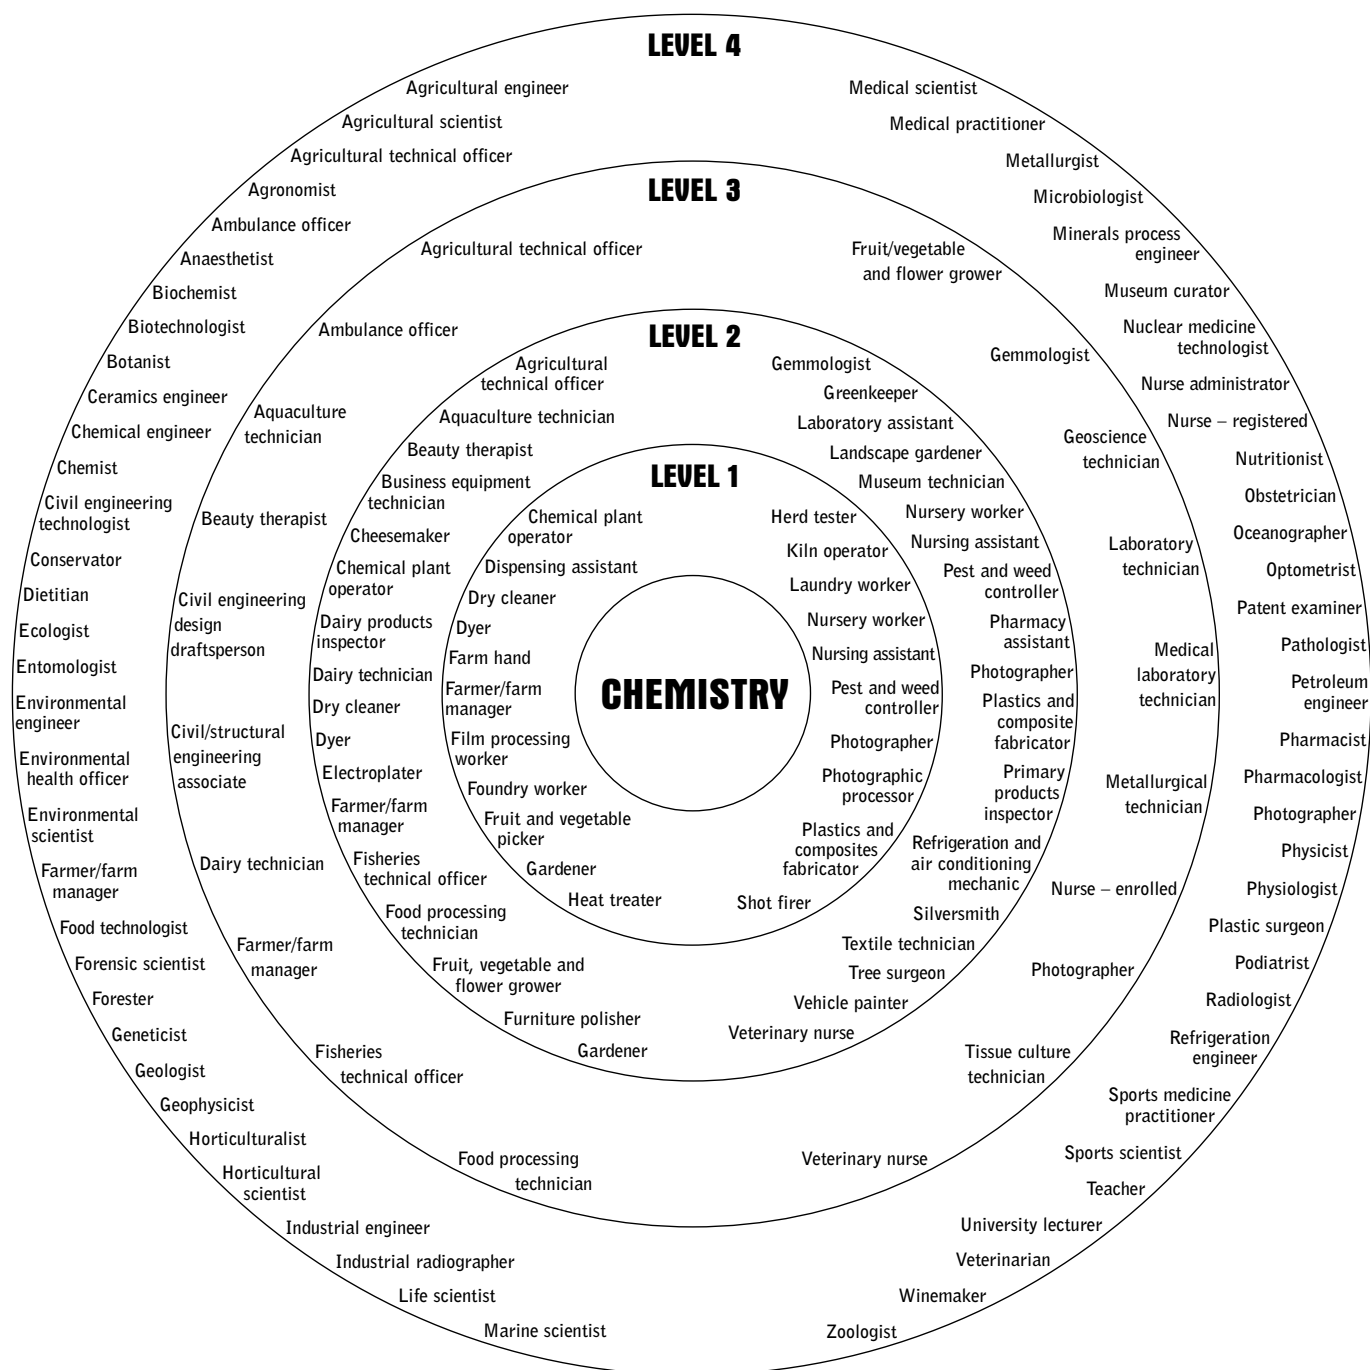 LEVEL 4
Agricultural engineer
Agricultural scientist
Agricultural technical officer
Agronomist
Ambulance officer
Anaesthetist
Biochemist
Biotechnologist
Botanist
Ceramics engineer
Chemical engineer
Chemist
Civil engineering
technologist
Conservator
Dietitian
Ecologist
Entomologist
Environmental
engineer
Environmental
health officer
Environmental
scientist
Farmer/farm
manager
Food technologist
Forensic scientist
Forester
Geneticist
Geologist
Geophysicist
Horticulturalist
Horticultural
scientist
Industrial engineer
Industrial radiographer
Life scientist
Marine scientist
Medical scientist
Medical practitioner
Metallurgist
Microbiologist
Minerals process
engineer
Museum curator
Nuclear medicine
technologist
Nurse administrator
Nurse – registered
Nutritionist
Obstetrician
Oceanographer
Optometrist
Patent examiner
Pathologist
Petroleum
engineer
Pharmacist
Pharmacologist
Photographer
Physicist
Physiologist
Plastic surgeon
Podiatrist
Radiologist
Refrigeration
engineer
Sports medicine
practitioner
Sports scientist
Teacher
University lecturer
Veterinarian
Winemaker
Zoologist
LEVEL 3
Agricultural technical officer
Ambulance officer
Aquaculture
technician
Beauty therapist
Civil engineering
design
draftsperson
Civil/structural
engineering
associate
Dairy technician
Farmer/farm
manager
Fisheries
technical officer
Food processing
technician
Fruit/vegetable
and flower grower
Gemmologist
Geoscience
technician
Laboratory
technician
Medical
laboratory
technician
Metallurgical
technician
Nurse – enrolled
Photographer
Tissue culture
technician
Veterinary nurse
LEVEL 2
Agricultural
technical officer
Aquaculture technician
Beauty therapist
Business equipment
technician
Cheesemaker
Chemical plant
operator
Dairy products
inspector
Dairy technician
Dry cleaner
Dyer
Electroplater
Farmer/farm
manager
Fisheries
technical officer
Food processing
technician
Fruit, vegetable and
flower grower
Furniture polisher
Gardener
Gemmologist
Greenkeeper
Laboratory assistant
Landscape gardener
Museum technician
Nursery worker
Nursing assistant
Pest and weed
controller
Pharmacy
assistant
Photographer
Plastics and
composite
fabricator
Primary
products
inspector
Refrigeration and
air conditioning
mechanic
Silversmith
Textile technician
Tree surgeon
Vehicle painter
Veterinary nurse
LEVEL 1
Chemical plant
operator
Dispensing assistant
Dry cleaner
Dyer
Farm hand
Farmer/farm
manager
Film processing
worker
Foundry worker
Fruit and vegetable
picker
Gardener
Heat treater
Herd tester
Kiln operator
Laundry worker
Nursery worker
Nursing assistant
Pest and weed
controller
Photographer
Photographic
processor
Plastics and
composites
fabricator
Shot firer
CHEMISTRY